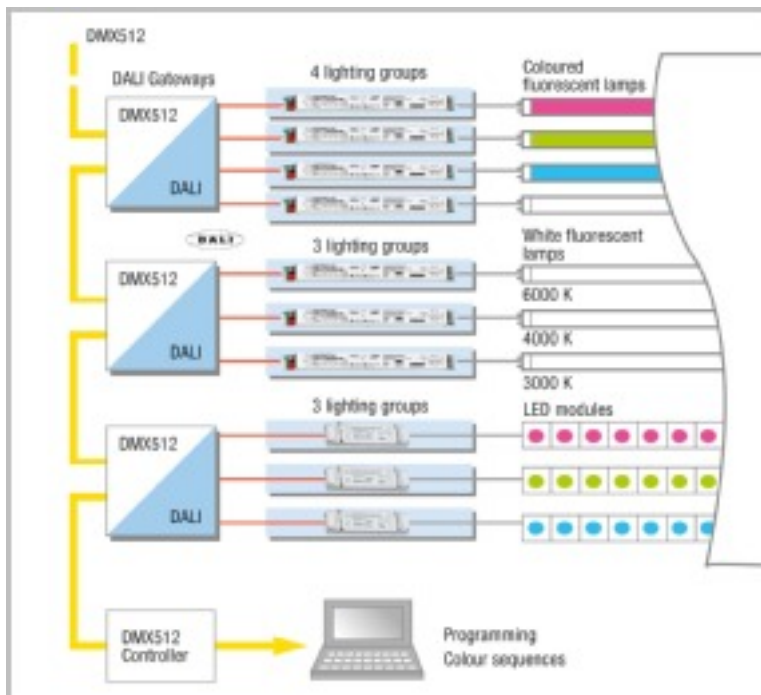 DMX512
DALI Gateways
4 lighting groups
Coloured
fluorescent lamps
DMX512
DALI
DALI
3 lighting groups
White fluorescent
lamps
DMX512
DALI
6000 K
4000 K
3000 K
3 lighting groups
LED modules
DMX512
DALI
DMX512
Controller
Programming
Colour sequences